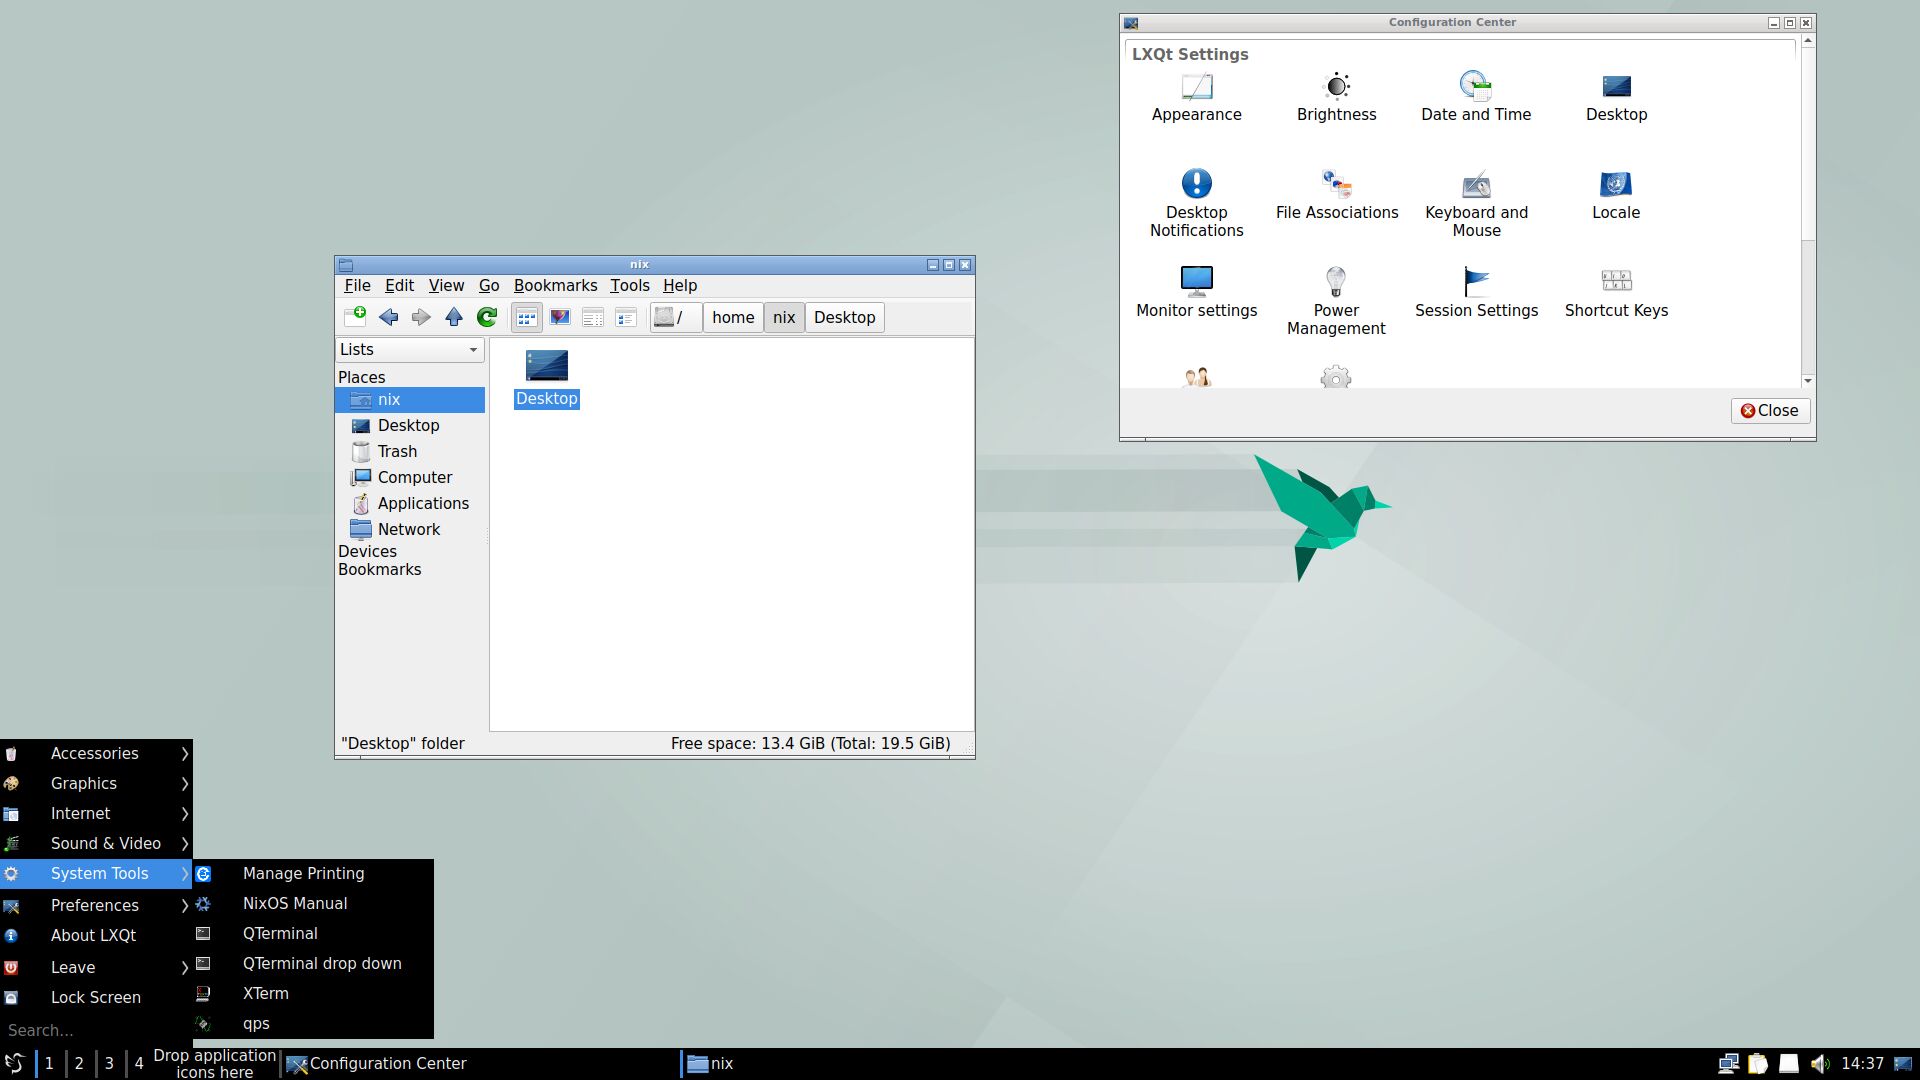 Configuration Center
LXQt Settings
Appearance
Brightness
Date and Time
Desktop
Desktop
Notifications
File Associations
Keyboard and
Mouse
Locale
Monitor settings
Power
Management
Session Settings
Shortcut Keys
Close
nix
File Edit View Go Bookmarks Tools Help
/ home nix Desktop
Lists
Places
nix
Desktop
Trash
Computer
Applications
Network
Devices
Bookmarks
Desktop
"Desktop" folder
Free space: 13.4 GiB (Total: 19.5 GiB)
Accessories
Graphics
Internet
Sound & Video
System Tools
Preferences
About LXQt
Leave
Lock Screen
Search...
Manage Printing
NixOS Manual
QTerminal
QTerminal drop down
XTerm
qps
1 2 3 4
Drop application
icons here
Configuration Center
nix
14:37